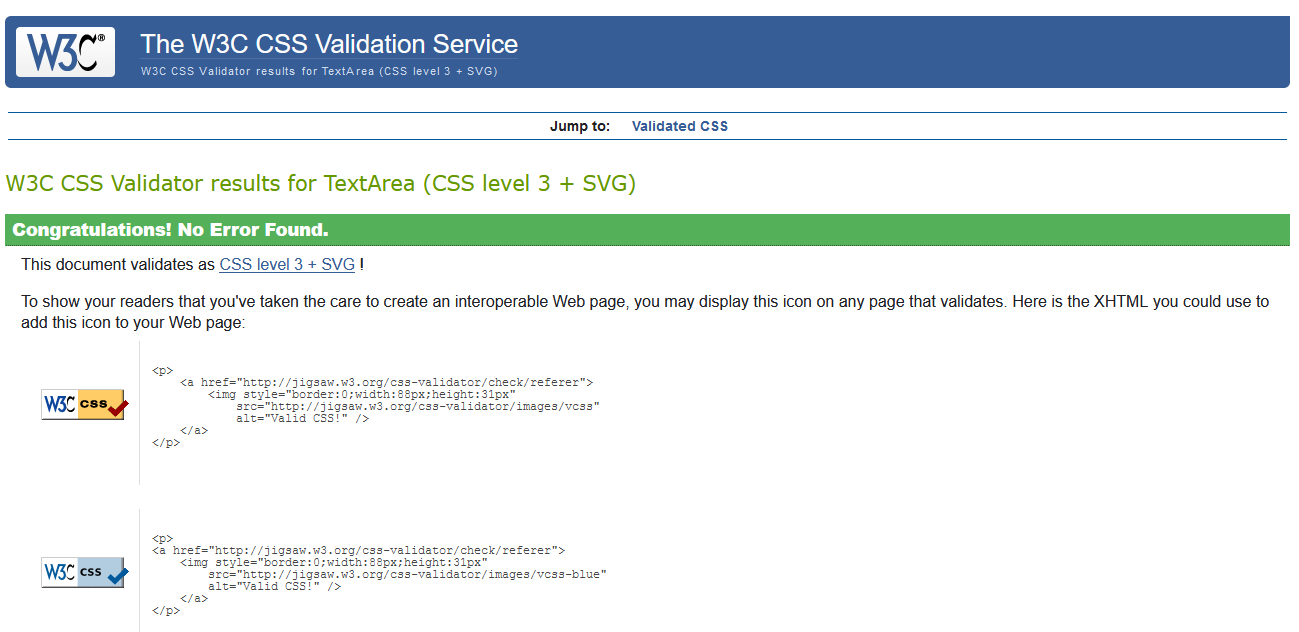 W3C®
The W3C CSS Validation Service
W3C CSS Validator results for TextArea (CSS level 3 + SVG)
Jump to: Validated CSS
W3C CSS Validator results for TextArea (CSS level 3 + SVG)
Congratulations! No Error Found.
This document validates as CSS level 3 + SVG !
To show your readers that you've taken the care to create an interoperable Web page, you may display this icon on any page that validates. Here is the XHTML you could use to
add this icon to your Web page:
W3C css
<p>
<a href="http://jigsaw.w3.org/css-validator/check/referer">
<img style="border:0;width:88px;height:31px"
src="http://jigsaw.w3.org/css-validator/images/vcss"
alt="Valid CSS!" />
</a>
</p>
W3C css
<p>
<a href="http://jigsaw.w3.org/css-validator/check/referer">
<img style="border:0;width:88px;height:31px"
src="http://jigsaw.w3.org/css-validator/images/vcss-blue"
alt="Valid CSS!" />
</a>
</p>